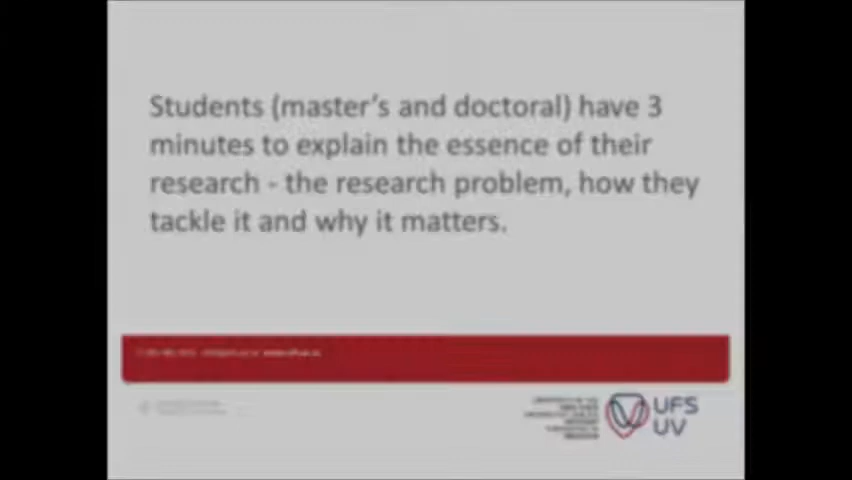 Students (master's and doctoral) have 3
minutes to explain the essence of their
research - the research problem, how they
tackle it and why it matters.
UFS
UV